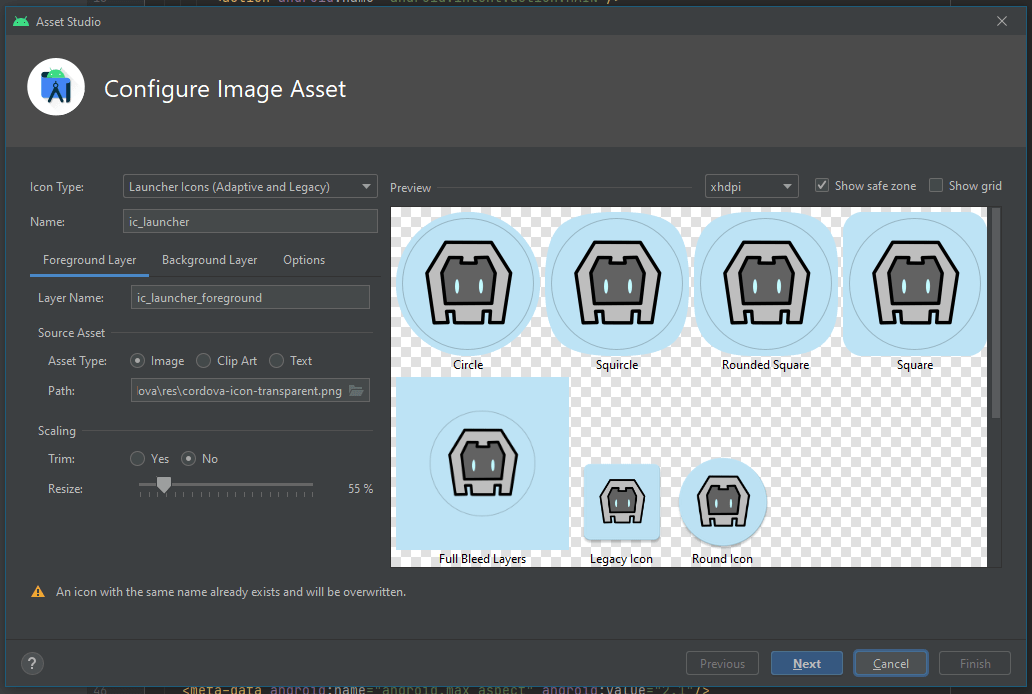 Asset Studio
Configure Image Asset
Icon Type: Launcher Icons (Adaptive and Legacy)
Name: ic_launcher
Foreground Layer Background Layer Options
Layer Name: ic_launcher_foreground
Source Asset
Asset Type: Image Clip Art Text
Path: ova\res\cordova-icon-transparent.png
Scaling
Trim: Yes No
Resize: 55 %
Preview xhdpi Show safe zone Show grid
Circle Squircle Rounded Square Square
Full Bleed Layers Legacy Icon Round Icon
An icon with the same name already exists and will be overwritten.
? Previous Next Cancel Finish
46 <meta-data android:name="android.max_aspect" android:value="2.1"/>